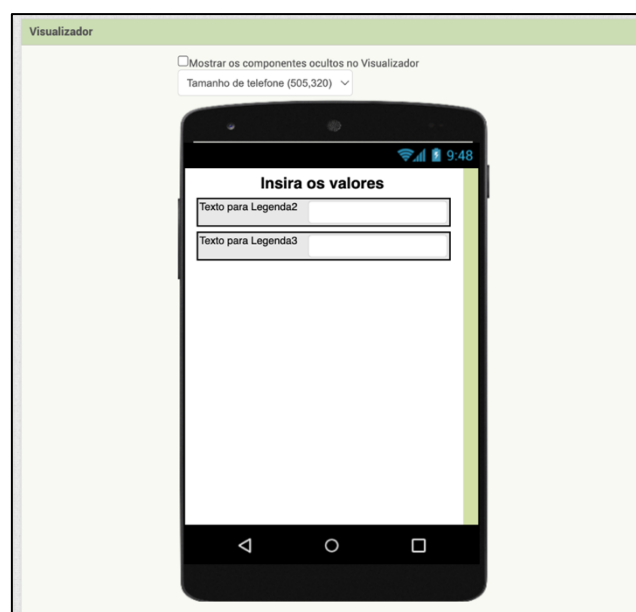 Visualizador
Mostrar os componentes ocultos no Visualizador
Tamanho de telefone (505,320)
9:48
Insira os valores
Texto para Legenda2
Texto para Legenda3